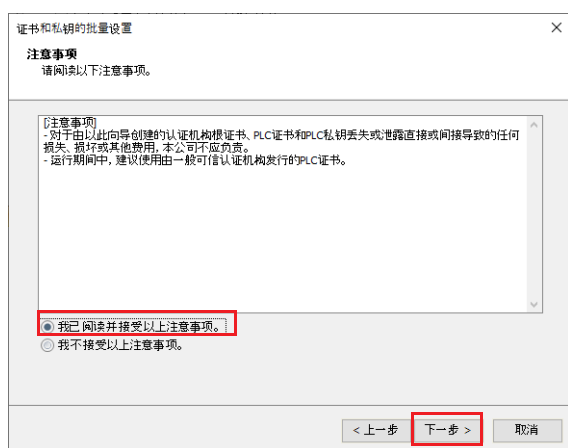 证书和私钥的批量设置
注意事项
请阅读以下注意事项。
[注意事项]
- 对于由以此向导创建的认证机构根证书、PLC证书和PLC私钥丢失或泄露直接或间接导致的任何
损失、损坏或其他费用, 本公司不应负责。
- 运行期间中, 建议使用由一般可信认证机构发行的PLC证书。
我已阅读并接受以上注意事项。
我不接受以上注意事项。
< 上一步
下一步 >
取消